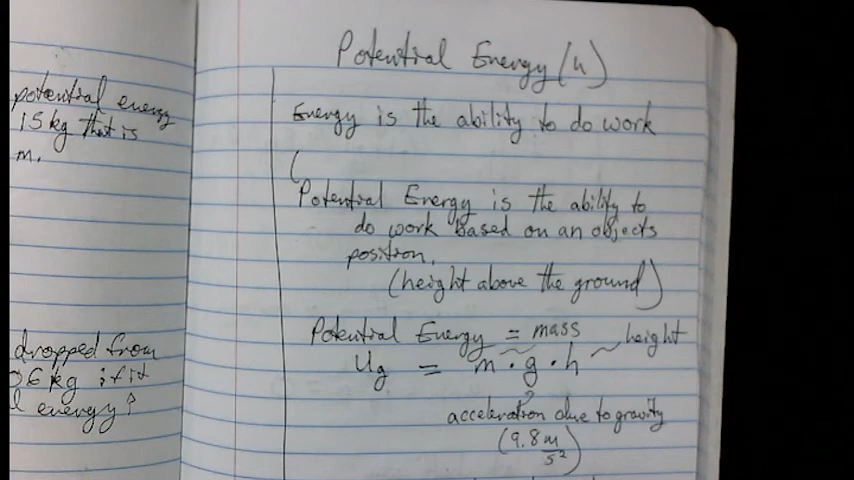 potential energy
15kg that is
m.
dropped from
6 kg if it
energy?
Potential Energy (u)
Energy is the ability to do work
(
Potential Energy is the ability to
do work based on an objects
position.
(height above the ground)
Potential Energy = mass height
Ug = m · g · h
acceleration due to gravity
(9.8 m/s²)